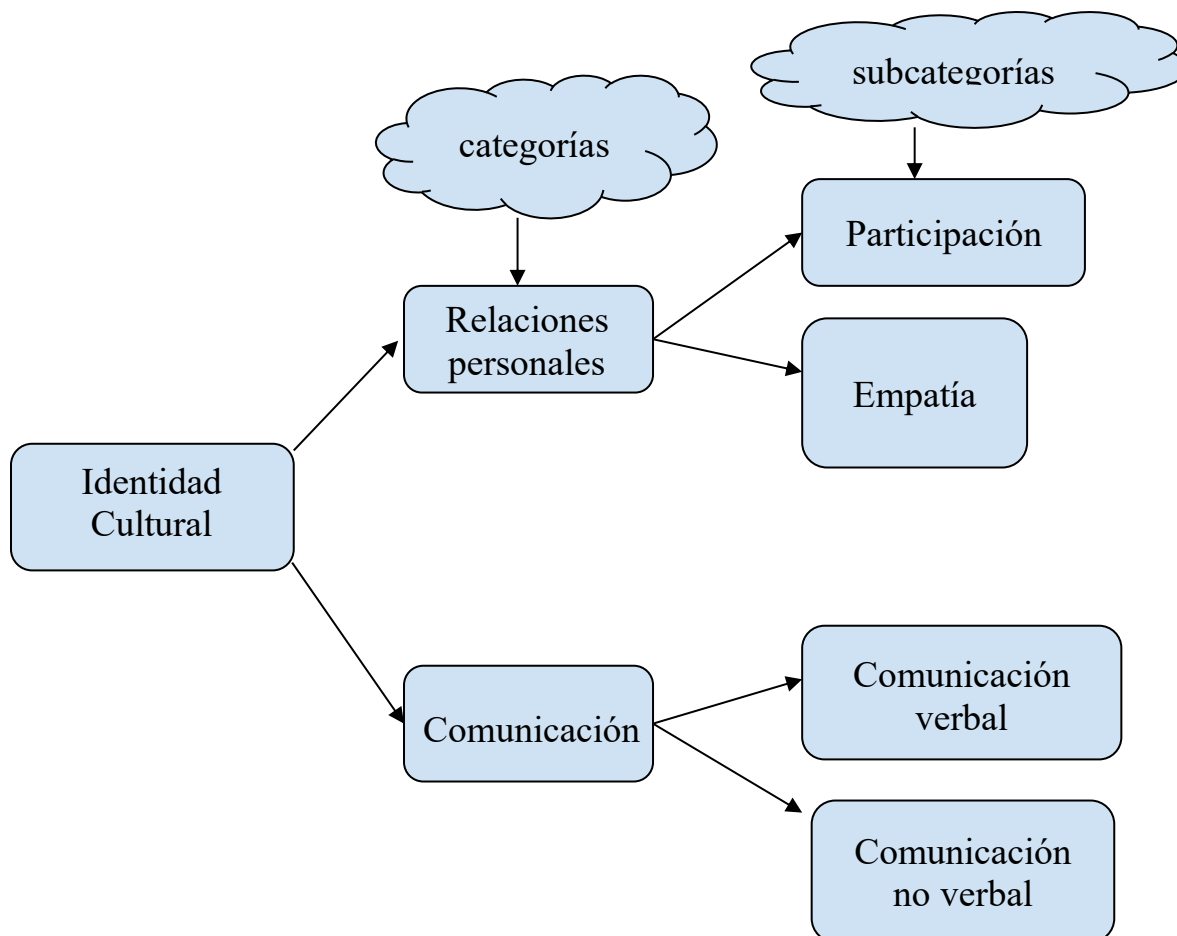 subcategorías
categorías
Participación
Relaciones
personales
Empatía
Identidad
Cultural
Comunicación
verbal
Comunicación
Comunicación
no verbal